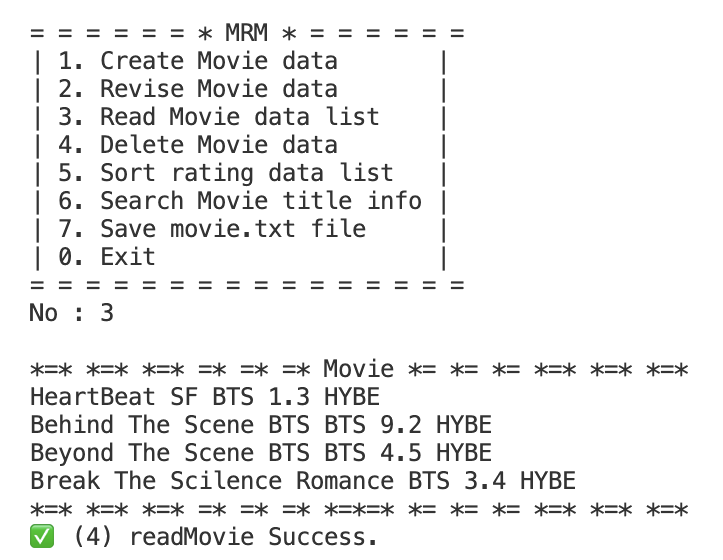 = = = = = = * MRM * = = = = = =
| 1. Create Movie data       |
| 2. Revise Movie data       |
| 3. Read Movie data list    |
| 4. Delete Movie data       |
| 5. Sort rating data list   |
| 6. Search Movie title info |
| 7. Save movie.txt file     |
| 0. Exit                    |
= = = = = = = = = = = = = = = =
No : 3
*=* *=* *=* =* =* =* Movie *= *= *= *=* *=* *=*
HeartBeat SF BTS 1.3 HYBE
Behind The Scene BTS BTS 9.2 HYBE
Beyond The Scene BTS BTS 4.5 HYBE
Break The Scilence Romance BTS 3.4 HYBE
*=* *=* *=* =* =* =* *=*=* *= *= *= *=* *=* *=*
✅ (4) readMovie Success.